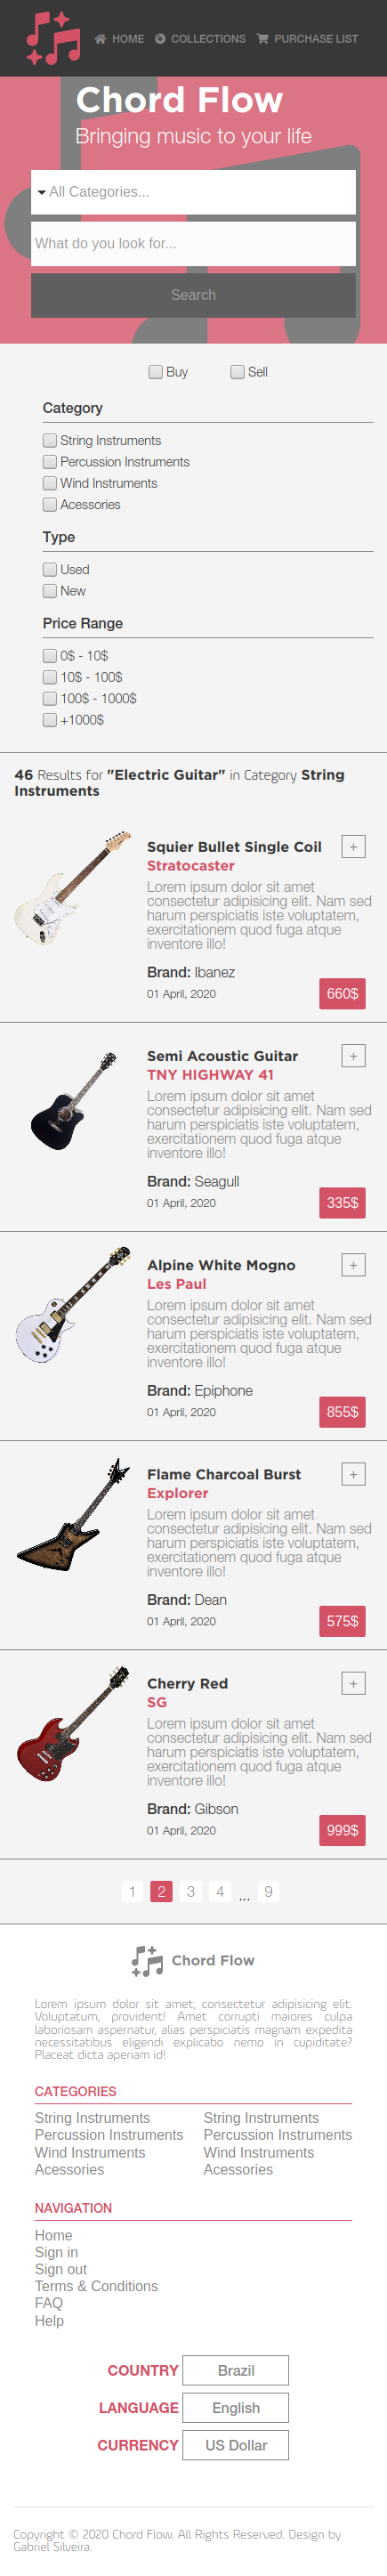 HOME COLLECTIONS PURCHASE LIST
Chord Flow
Bringing music to your life
All Categories...
What do you look for...
Search
Buy Sell
Category
String Instruments
Percussion Instruments
Wind Instruments
Acessories
Type
Used
New
Price Range
0$ - 10$
10$ - 100$
100$ - 1000$
+1000$
46 Results for "Electric Guitar" in Category String
Instruments
Squier Bullet Single Coil +
Stratocaster
Lorem ipsum dolor sit amet
consectetur adipisicing elit. Nam sed
harum perspiciatis iste voluptatem,
exercitationem quod fuga atque
inventore illo!
Brand: Ibanez
01 April, 2020 660$
Semi Acoustic Guitar +
TNY HIGHWAY 41
Lorem ipsum dolor sit amet
consectetur adipisicing elit. Nam sed
harum perspiciatis iste voluptatem,
exercitationem quod fuga atque
inventore illo!
Brand: Seagull
01 April, 2020 335$
Alpine White Mogno +
Les Paul
Lorem ipsum dolor sit amet
consectetur adipisicing elit. Nam sed
harum perspiciatis iste voluptatem,
exercitationem quod fuga atque
inventore illo!
Brand: Epiphone
01 April, 2020 855$
Flame Charcoal Burst +
Explorer
Lorem ipsum dolor sit amet
consectetur adipisicing elit. Nam sed
harum perspiciatis iste voluptatem,
exercitationem quod fuga atque
inventore illo!
Brand: Dean
01 April, 2020 575$
Cherry Red +
SG
Lorem ipsum dolor sit amet
consectetur adipisicing elit. Nam sed
harum perspiciatis iste voluptatem,
exercitationem quod fuga atque
inventore illo!
Brand: Gibson
01 April, 2020 999$
1 2 3 4 ... 9
Chord Flow
Lorem ipsum dolor sit amet, consectetur adipisicing elit.
Voluptatum, provident! Amet corrupti maiores culpa
laboriosam aspernatur, alias perspiciatis magnam expedita
necessitatibus eligendi explicabo nemo in cupiditate?
Placeat dicta aperiam id!
CATEGORIES
String Instruments String Instruments
Percussion Instruments Percussion Instruments
Wind Instruments Wind Instruments
Acessories Acessories
NAVIGATION
Home
Sign in
Sign out
Terms & Conditions
FAQ
Help
COUNTRY Brazil
LANGUAGE English
CURRENCY US Dollar
Copyright © 2020 Chord Flow. All Rights Reserved. Design by
Gabriel Silveira.